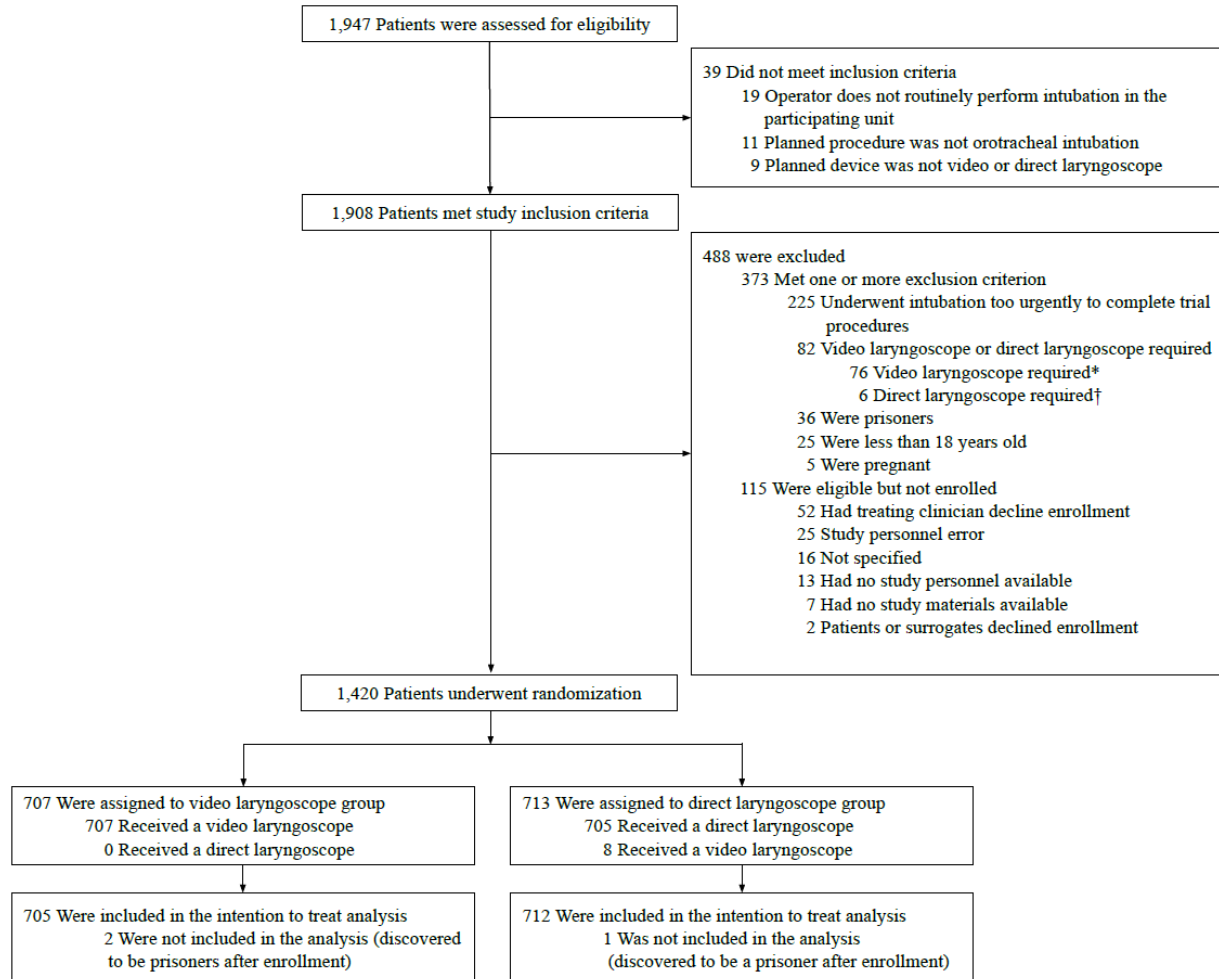 1,947 Patients were assessed for eligibility
39 Did not meet inclusion criteria
19 Operator does not routinely perform intubation in the
participating unit
11 Planned procedure was not orotracheal intubation
9 Planned device was not video or direct laryngoscope
1,908 Patients met study inclusion criteria
488 were excluded
373 Met one or more exclusion criterion
225 Underwent intubation too urgently to complete trial
procedures
82 Video laryngoscope or direct laryngoscope required
76 Video laryngoscope required*
6 Direct laryngoscope required†
36 Were prisoners
25 Were less than 18 years old
5 Were pregnant
115 Were eligible but not enrolled
52 Had treating clinician decline enrollment
25 Study personnel error
16 Not specified
13 Had no study personnel available
7 Had no study materials available
2 Patients or surrogates declined enrollment
1,420 Patients underwent randomization
707 Were assigned to video laryngoscope group
707 Received a video laryngoscope
0 Received a direct laryngoscope
713 Were assigned to direct laryngoscope group
705 Received a direct laryngoscope
8 Received a video laryngoscope
705 Were included in the intention to treat analysis
2 Were not included in the analysis (discovered
to be prisoners after enrollment)
712 Were included in the intention to treat analysis
1 Was not included in the analysis
(discovered to be a prisoner after enrollment)